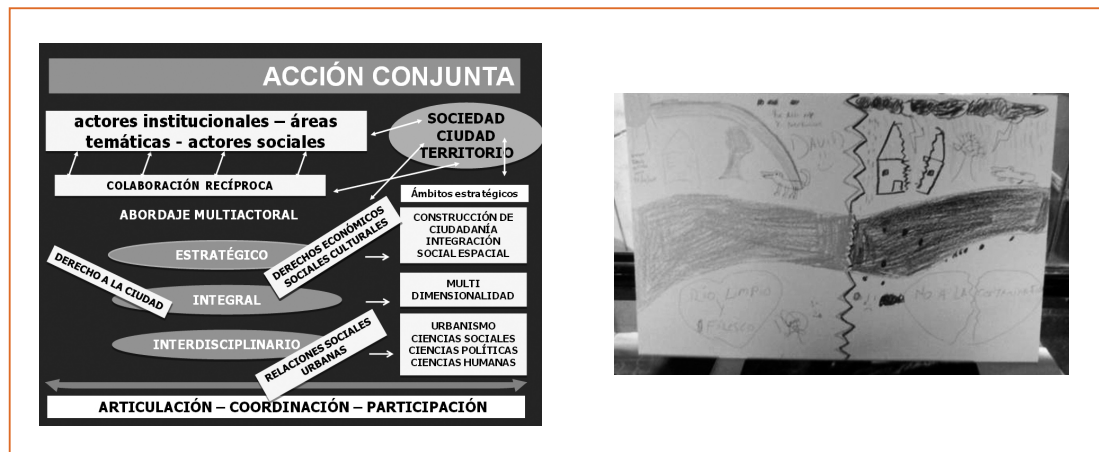 ACCIÓN CONJUNTA
actores institucionales – áreas
temáticas - actores sociales
SOCIEDAD
CIUDAD
TERRITORIO
COLABORACIÓN RECÍPROCA
Ámbitos estratégicos
ABORDAJE MULTIACTORAL
ESTRATÉGICO
DERECHOS ECONÓMICOS
SOCIALES CULTURALES
CONSTRUCCIÓN DE
CIUDADANÍA
INTEGRACIÓN
SOCIAL ESPACIAL
DERECHO A LA CIUDAD
INTEGRAL
MULTI
DIMENSIONALIDAD
INTERDISCIPLINARIO
RELACIONES SOCIALES
URBANAS
URBANISMO
CIENCIAS SOCIALES
CIENCIAS POLÍTICAS
CIENCIAS HUMANAS
ARTICULACIÓN – COORDINACIÓN – PARTICIPACIÓN
DAVID
RÍO LIMPIO
Y
FRESCO
NO A LA